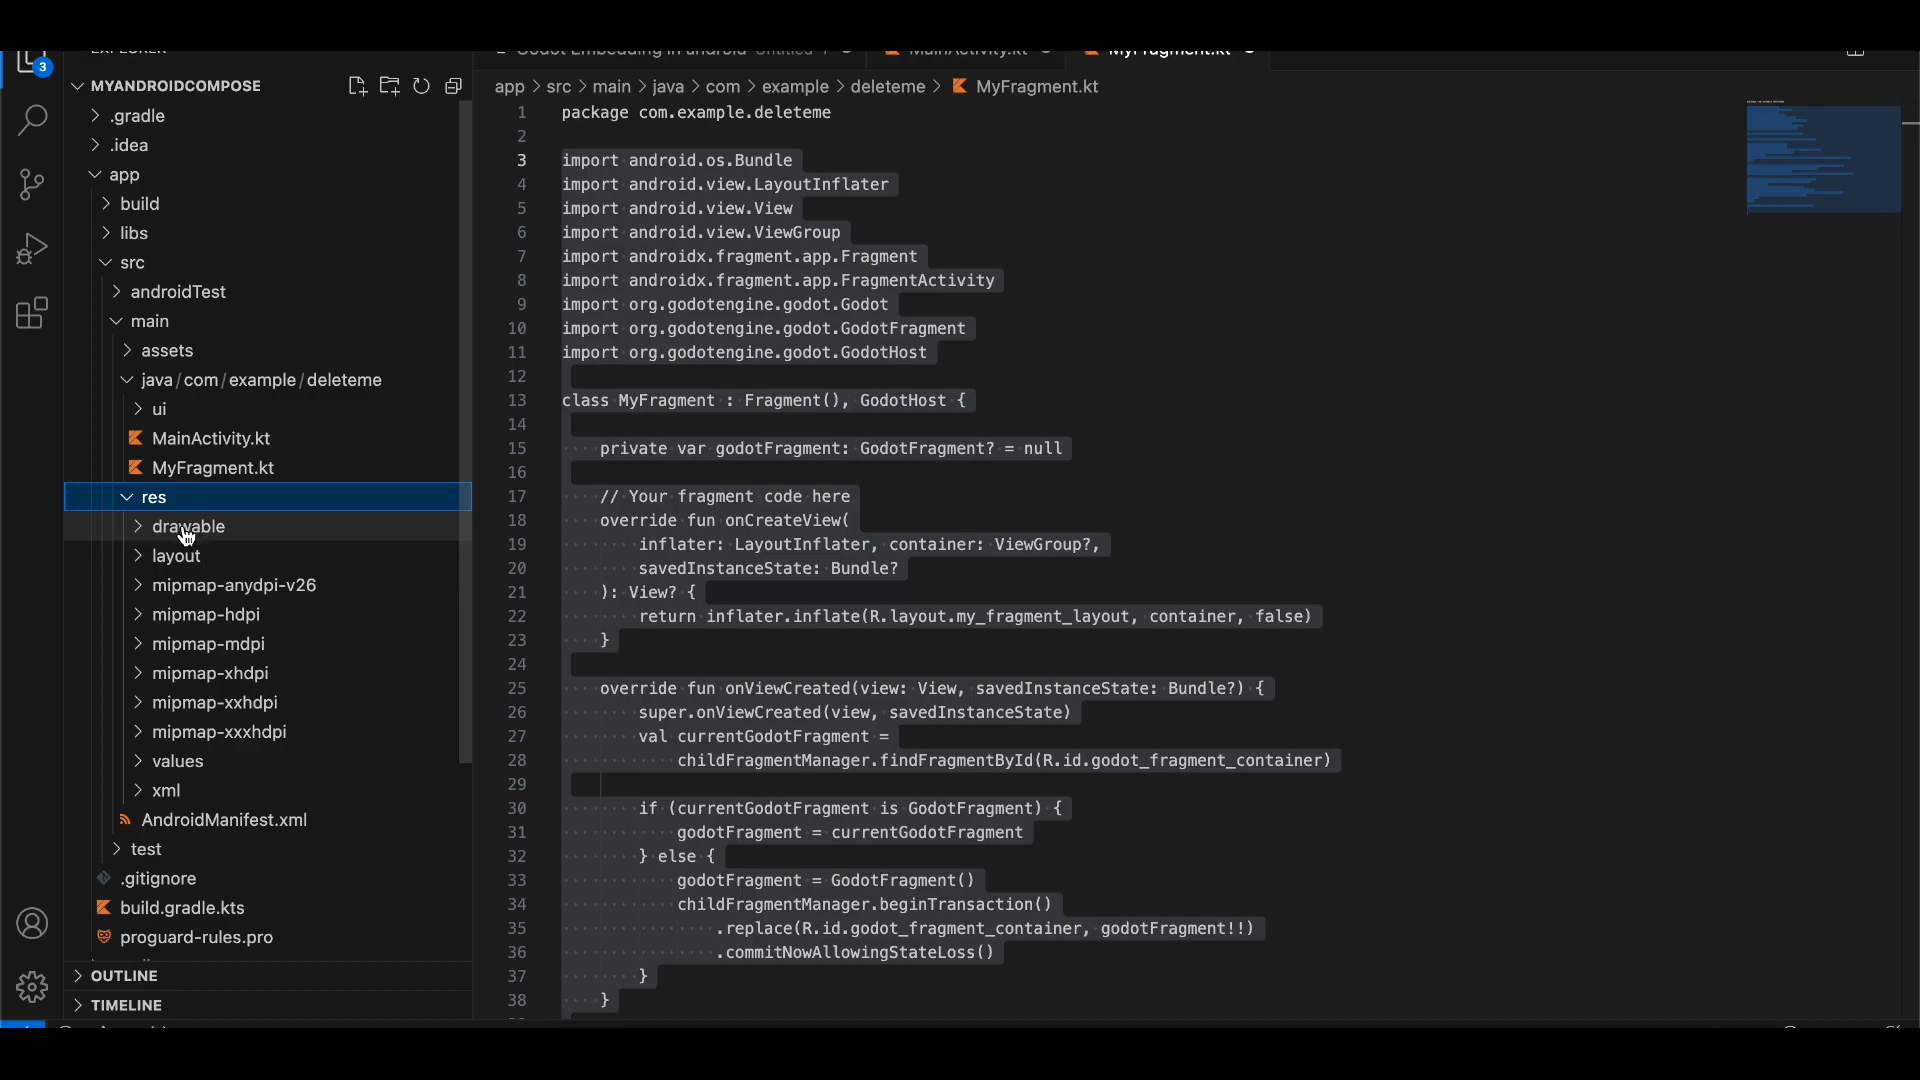 3
MYANDROIDCOMPOSE
.gradle
.idea
app
build
libs
src
androidTest
main
assets
java/com/example/deleteme
ui
MainActivity.kt
MyFragment.kt
res
drawable
layout
mipmap-anydpi-v26
mipmap-hdpi
mipmap-mdpi
mipmap-xhdpi
mipmap-xxhdpi
mipmap-xxxhdpi
values
xml
AndroidManifest.xml
test
.gitignore
build.gradle.kts
proguard-rules.pro
OUTLINE
TIMELINE
MainActivity.kt
MyFragment.kt
app > src > main > java > com > example > deleteme > MyFragment.kt
1 package com.example.deleteme
2
3 import android.os.Bundle
4 import android.view.LayoutInflater
5 import android.view.View
6 import android.view.ViewGroup
7 import androidx.fragment.app.Fragment
8 import androidx.fragment.app.FragmentActivity
9 import org.godotengine.godot.Godot
10 import org.godotengine.godot.GodotFragment
11 import org.godotengine.godot.GodotHost
12
13 class MyFragment : Fragment(), GodotHost {
14
15 private var godotFragment: GodotFragment? = null
16
17 // Your fragment code here
18 override fun onCreateView(
19 inflater: LayoutInflater, container: ViewGroup?,
20 savedInstanceState: Bundle?
21 ): View? {
22 return inflater.inflate(R.layout.my_fragment_layout, container, false)
23 }
24
25 override fun onViewCreated(view: View, savedInstanceState: Bundle?) {
26 super.onViewCreated(view, savedInstanceState)
27 val currentGodotFragment =
28 childFragmentManager.findFragmentById(R.id.godot_fragment_container)
29
30 if (currentGodotFragment is GodotFragment) {
31 godotFragment = currentGodotFragment
32 } else {
33 godotFragment = GodotFragment()
34 childFragmentManager.beginTransaction()
35 .replace(R.id.godot_fragment_container, godotFragment!!)
36 .commitNowAllowingStateLoss()
37 }
38 }